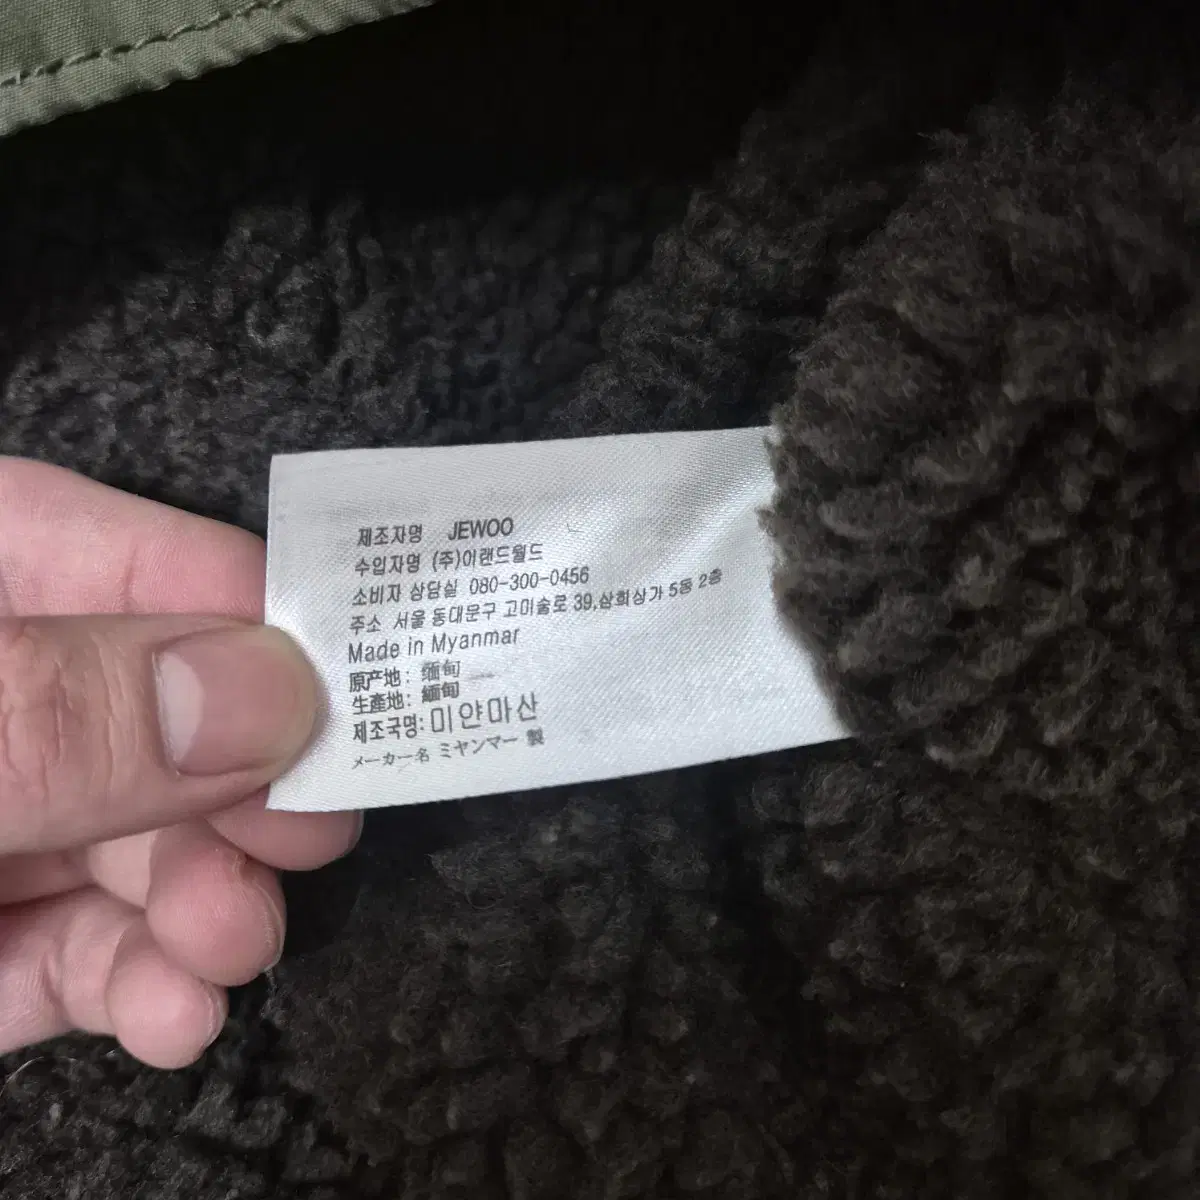 제조자명 JEWOO
수입자명 (주)이랜드월드
소비자 상담실 080-300-0456
주소 서울 동대문구 고미술로 39,삼희상가 5동 2층
Made in Myanmar
原产地: 缅甸
生產地: 緬甸
제조국명: 미얀마산
メーカー名 ミヤンマー 製